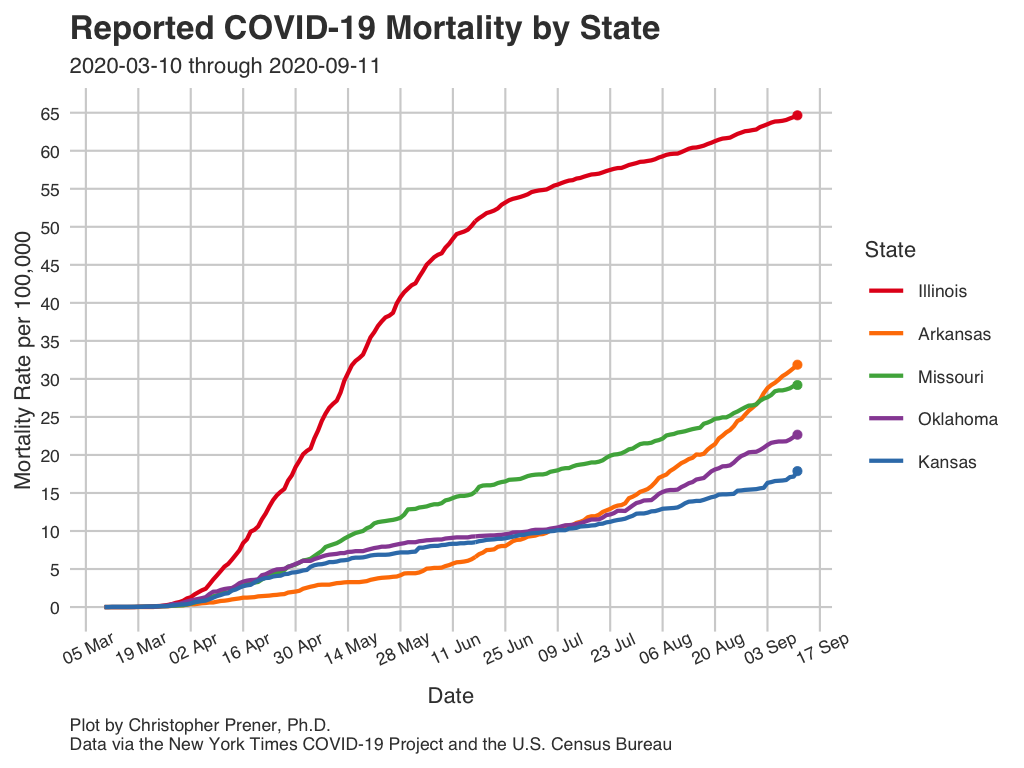 Reported COVID-19 Mortality by State
2020-03-10 through 2020-09-11
Mortality Rate per 100,000
65
60
55
50
45
40
35
30
25
20
15
10
5
0
05 Mar
19 Mar
02 Apr
16 Apr
30 Apr
14 May
28 May
11 Jun
25 Jun
09 Jul
23 Jul
06 Aug
20 Aug
03 Sep
17 Sep
Date
State
Illinois
Arkansas
Missouri
Oklahoma
Kansas
Plot by Christopher Prener, Ph.D.
Data via the New York Times COVID-19 Project and the U.S. Census Bureau